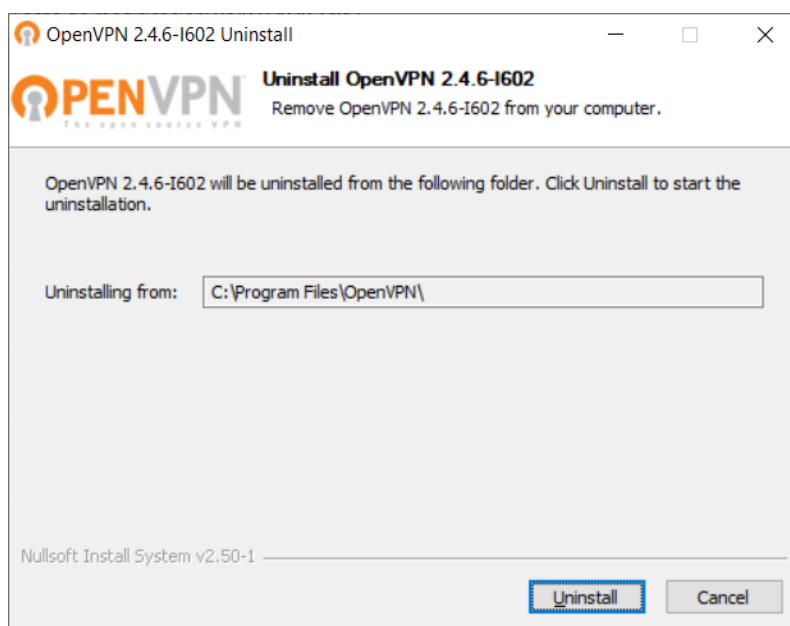 OpenVPN 2.4.6-I602 Uninstall
OPENVPN
The open source VPN
Uninstall OpenVPN 2.4.6-I602
Remove OpenVPN 2.4.6-I602 from your computer.
OpenVPN 2.4.6-I602 will be uninstalled from the following folder. Click Uninstall to start the
uninstallation.
Uninstalling from: C:\Program Files\OpenVPN\
Nullsoft Install System v2.50-1
Uninstall Cancel